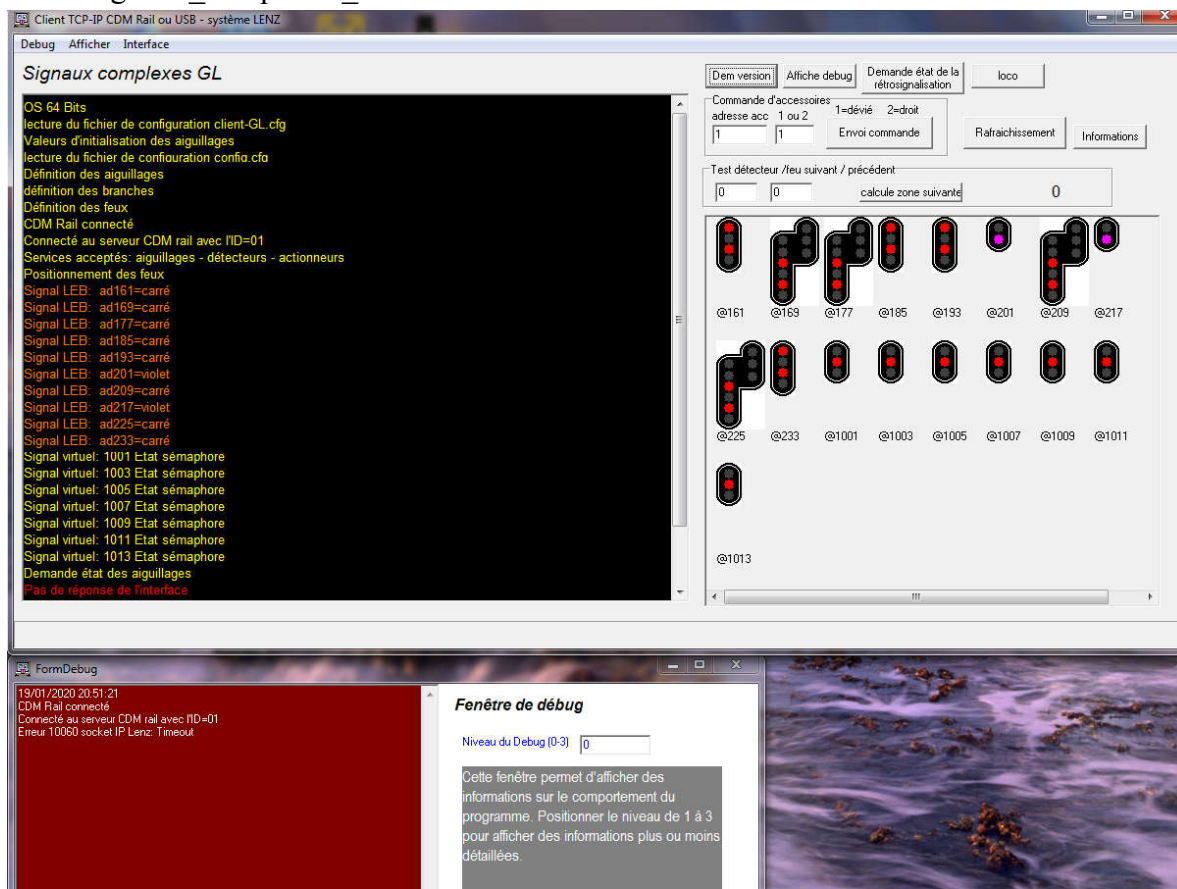 Client TCP-IP CDM Rail ou USB - système LENZ
Debug Afficher Interface
Signaux complexes GL
OS 64 Bits
lecture du fichier de configuration client-GL.cfg
Valeurs d'initialisation des aiguillages
lecture du fichier de configuration config.cfg
Définition des aiguillages
définition des branches
Définition des feux
CDM Rail connecté
Connecté au serveur CDM rail avec l'ID=01
Services acceptés: aiguillages - détecteurs - actionneurs
Positionnement des feux
Signal LEB: ad161=carré
Signal LEB: ad169=carré
Signal LEB: ad177=carré
Signal LEB: ad185=carré
Signal LEB: ad193=carré
Signal LEB: ad201=violet
Signal LEB: ad209=carré
Signal LEB: ad217=violet
Signal LEB: ad225=carré
Signal LEB: ad233=carré
Signal virtuel: 1001 Etat sémaphore
Signal virtuel: 1003 Etat sémaphore
Signal virtuel: 1005 Etat sémaphore
Signal virtuel: 1007 Etat sémaphore
Signal virtuel: 1009 Etat sémaphore
Signal virtuel: 1011 Etat sémaphore
Signal virtuel: 1013 Etat sémaphore
Demande état des aiguillages
Pas de réponse de l'interface
Dem version Affiche debug Demande état de la rétrosignalisation loco
Commande d'accessoires
adresse acc 1 ou 2 1=dévié 2=droit
1 1 Envoi commande Rafraichissement Informations
Test détecteur /feu suivant / précédent
0 0 calcule zone suivante 0
@161 @169 @177 @185 @193 @201 @209 @217
@225 @233 @1001 @1003 @1005 @1007 @1009 @1011
@1013
FormDebug
19/01/2020 20:51:21
CDM Rail connecté
Connecté au serveur CDM rail avec l'ID=01
Erreur 10060 socket IP Lenz: Timeout
Fenêtre de débug
Niveau du Debug (0-3) 0
Cette fenêtre permet d'afficher des
informations sur le comportement du
programme. Positionner le niveau de 1 à 3
pour afficher des informations plus ou moins
détaillées.